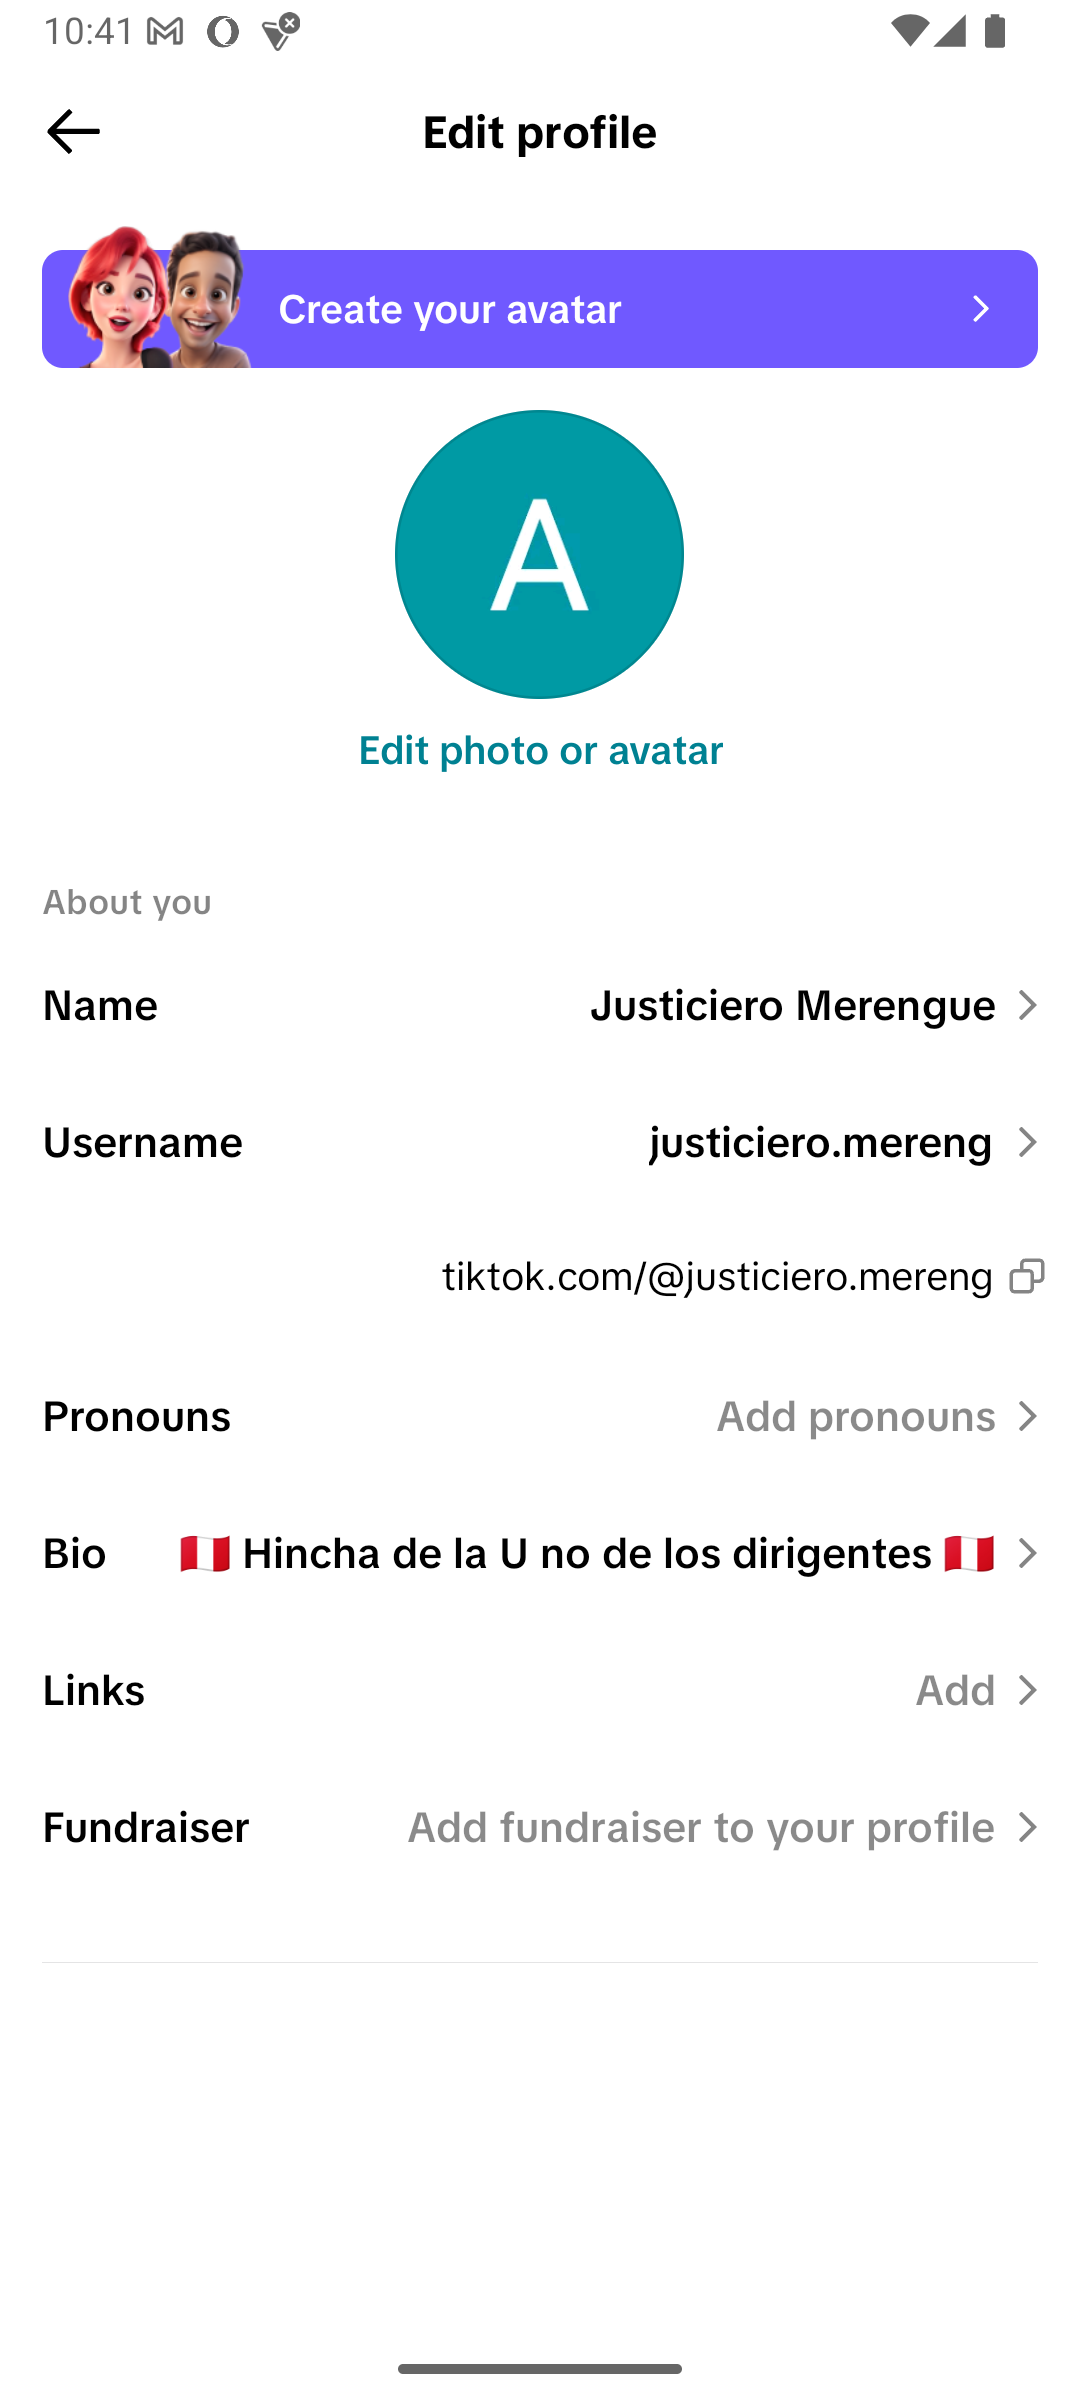 10:41
Edit profile
Create your avatar
A
Edit photo or avatar
About you
Name Justiciero Merengue
Username justiciero.mereng
tiktok.com/@justiciero.mereng
Pronouns Add pronouns
Bio 🇵🇪 Hincha de la U no de los dirigentes 🇵🇪
Links Add
Fundraiser Add fundraiser to your profile